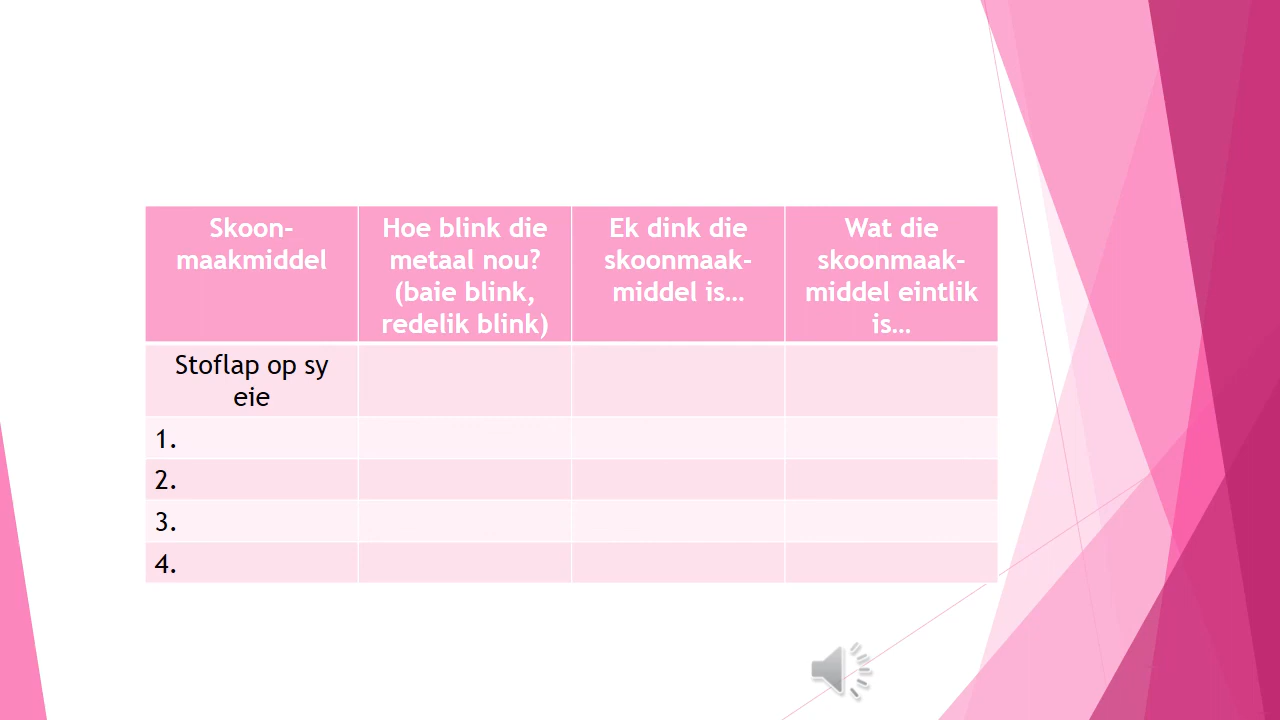 Skoon-
maakmiddel
Hoe blink die
metaal nou?
(baie blink,
redelik blink)
Ek dink die
skoonmaak-
middel is…
Wat die
skoonmaak-
middel eintlik
is…
Stoflap op sy
eie
1.
2.
3.
4.